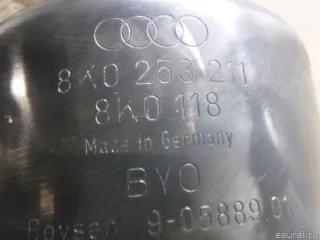 8K0 253 211
8K0 118
Made in Germany
BYO
Boysen 9-05889.01
eaural.ru